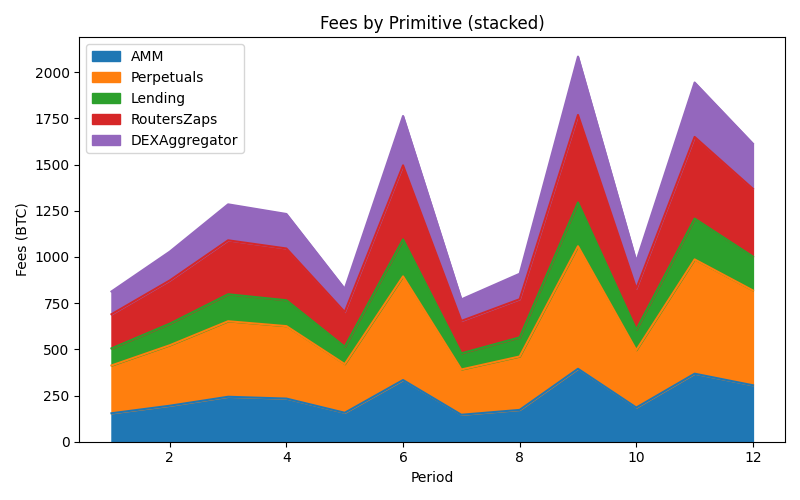 Fees by Primitive (stacked)
AMM
Perpetuals
Lending
RoutersZaps
DEXAggregator
Fees (BTC)
2000
1750
1500
1250
1000
750
500
250
0
2 4 6 8 10 12
Period